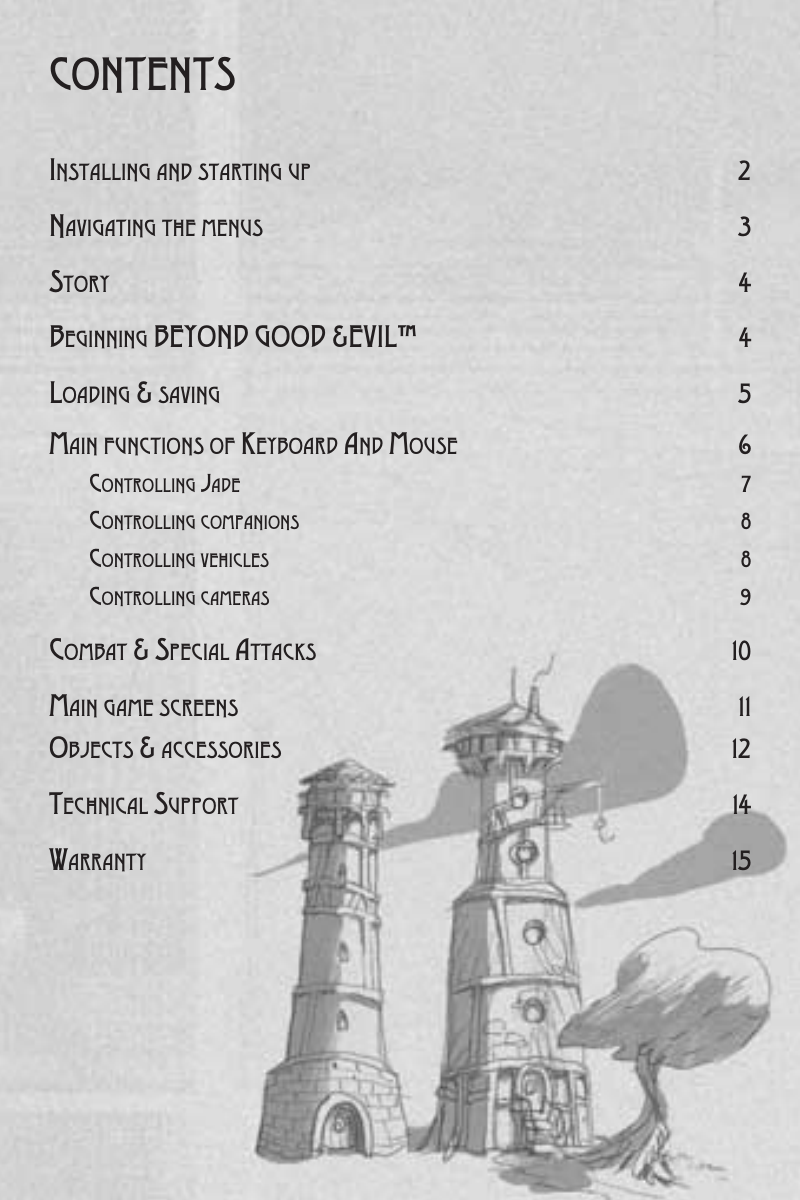 CONTENTS
Installing and starting up 2
Navigating the menus 3
Story 4
Beginning BEYOND GOOD &EVIL™ 4
Loading & saving 5
Main functions of Keyboard And Mouse 6
Controlling Jade 7
Controlling companions 8
Controlling vehicles 8
Controlling cameras 9
Combat & Special Attacks 10
Main game screens 11
Objects & accessories 12
Technical Support 14
Warranty 15